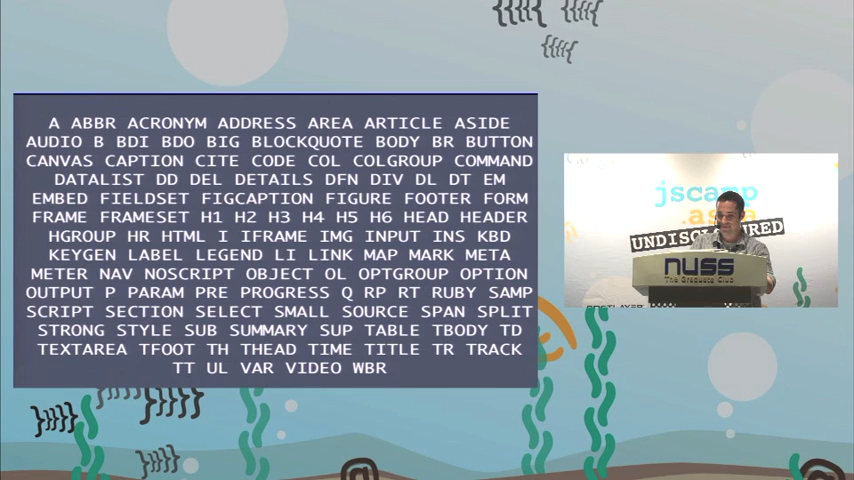 A ABBR ACRONYM ADDRESS AREA ARTICLE ASIDE
AUDIO B BDI BDO BIG BLOCKQUOTE BODY BR BUTTON
CANVAS CAPTION CITE CODE COL COLGROUP COMMAND
DATALIST DD DEL DETAILS DFN DIV DL DT EM
EMBED FIELDSET FIGCAPTION FIGURE FOOTER FORM
FRAME FRAMESET H1 H2 H3 H4 H5 H6 HEAD HEADER
HGROUP HR HTML I IFRAME IMG INPUT INS KBD
KEYGEN LABEL LEGEND LI LINK MAP MARK META
METER NAV NOSCRIPT OBJECT OL OPTGROUP OPTION
OUTPUT P PARAM PRE PROGRESS Q RP RT RUBY SAMP
SCRIPT SECTION SELECT SMALL SOURCE SPAN SPLIT
STRONG STYLE SUB SUMMARY SUP TABLE TBODY TD
TEXTAREA TFOOT TH THEAD TIME TITLE TR TRACK
TT UL VAR VIDEO WBR
jscamp
.asia
UNDISCLOSURED
nuss
The Graduate Club